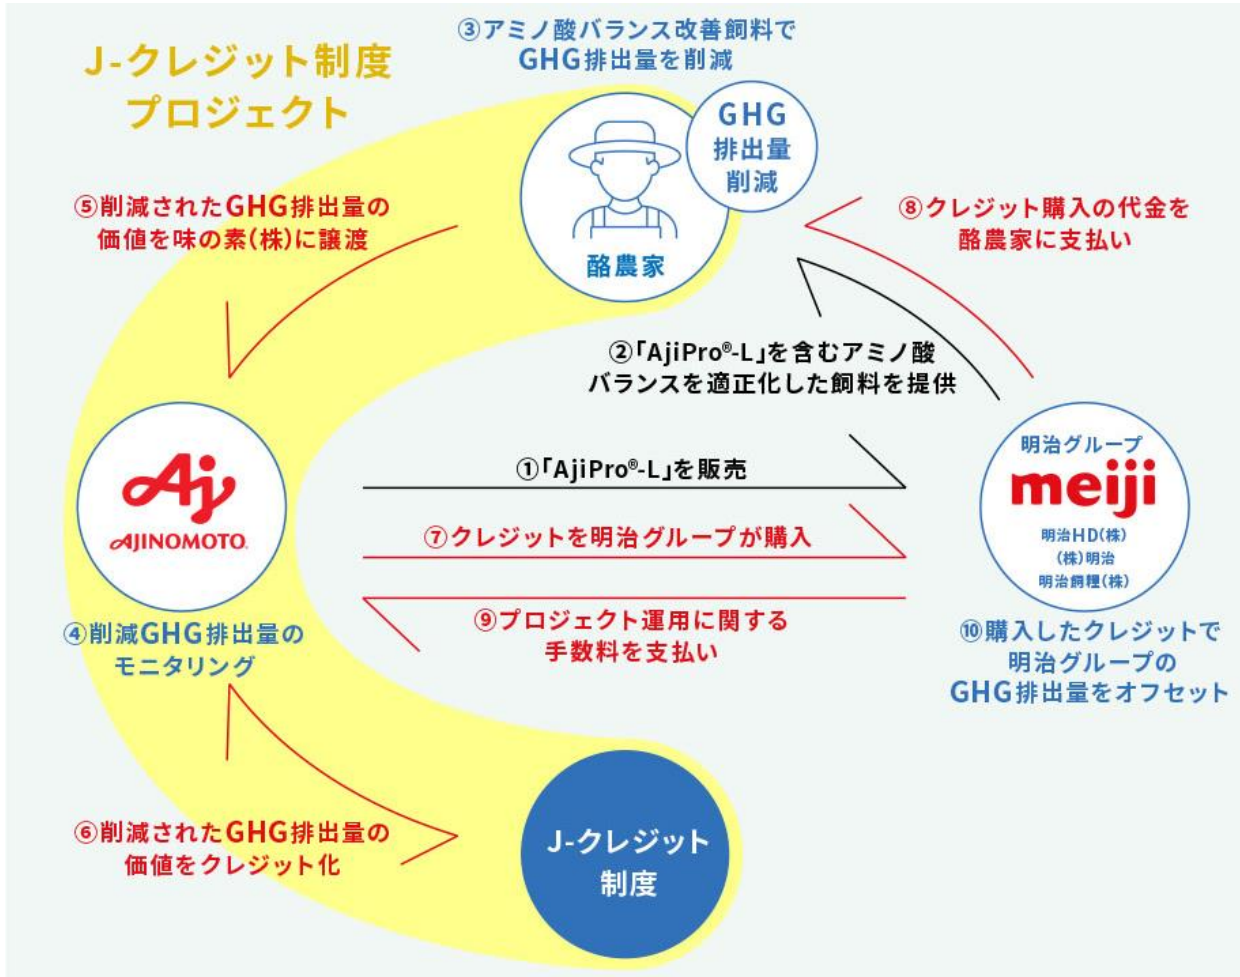 J-クレジット制度
プロジェクト
③アミノ酸バランス改善飼料で
GHG排出量を削減
GHG
排出量
削減
酪農家
⑤削減されたGHG排出量の
価値を味の素(株)に譲渡
⑧クレジット購入の代金を
酪農家に支払い
②「AjiPro®-L」を含むアミノ酸
バランスを適正化した飼料を提供
①「AjiPro®-L」を販売
⑦クレジットを明治グループが購入
⑨プロジェクト運用に関する
手数料を支払い
Aj
AJINOMOTO.
④削減GHG排出量の
モニタリング
明治グループ
meiji
明治HD(株)
(株)明治
明治飼糧(株)
⑩購入したクレジットで
明治グループの
GHG排出量をオフセット
⑥削減されたGHG排出量の
価値をクレジット化
J-クレジット
制度